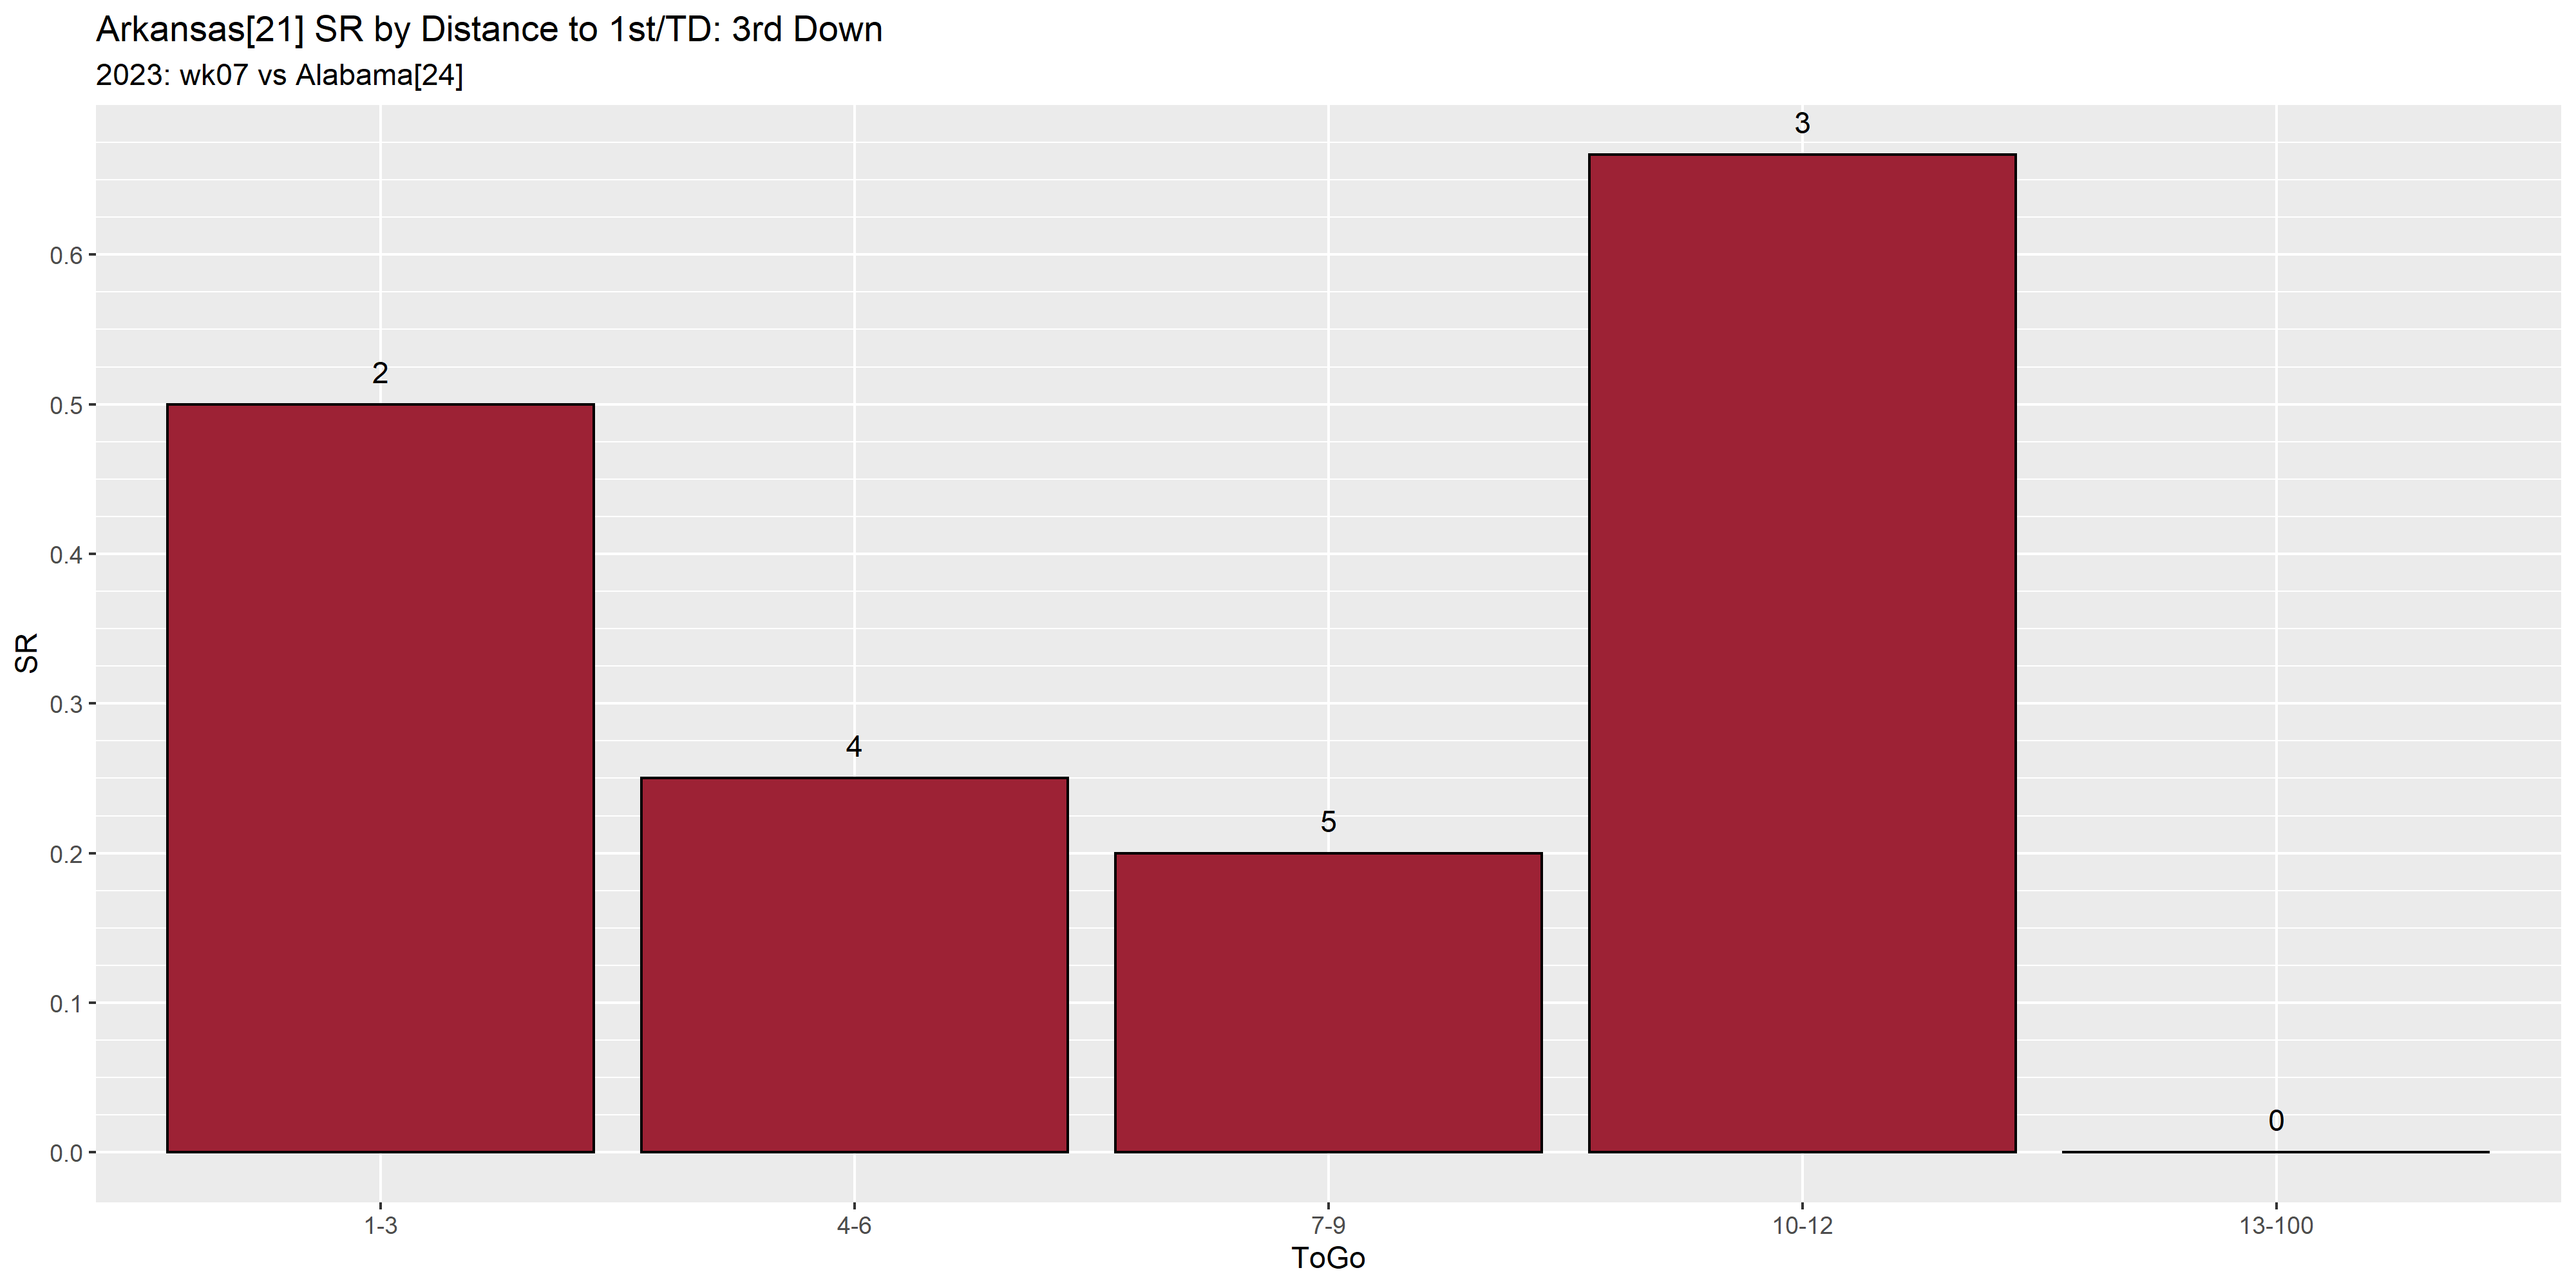 Arkansas[21] SR by Distance to 1st/TD: 3rd Down
2023: wk07 vs Alabama[24]
3
0.6
2
0.5
0.4
SR
0.3
4
5
0.2
0.1
0
0.0
1-3 4-6 7-9 10-12 13-100
ToGo